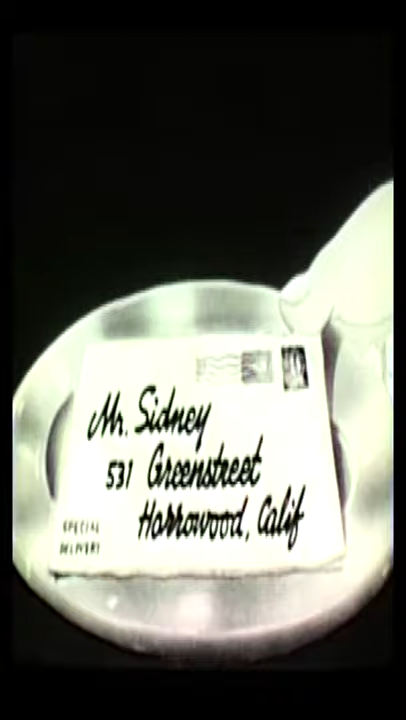 Mr. Sidney
531 Greenstreet
Horrowood, Calif
SPECIAL
DELIVERY